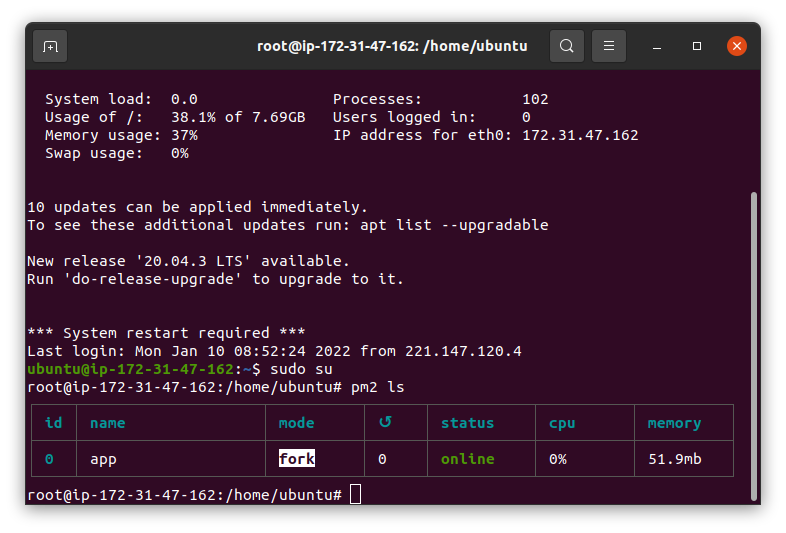 root@ip-172-31-47-162: /home/ubuntu
System load:  0.0               Processes:           102
Usage of /:   38.1% of 7.69GB   Users logged in:     0
Memory usage: 37%               IP address for eth0: 172.31.47.162
Swap usage:   0%
10 updates can be applied immediately.
To see these additional updates run: apt list --upgradable
New release '20.04.3 LTS' available.
Run 'do-release-upgrade' to upgrade to it.
*** System restart required ***
Last login: Mon Jan 10 08:52:24 2022 from 221.147.120.4
ubuntu@ip-172-31-47-162:~$ sudo su
root@ip-172-31-47-162:/home/ubuntu# pm2 ls
id name mode ↺ status cpu memory
0 app fork 0 online 0% 51.9mb
root@ip-172-31-47-162:/home/ubuntu#